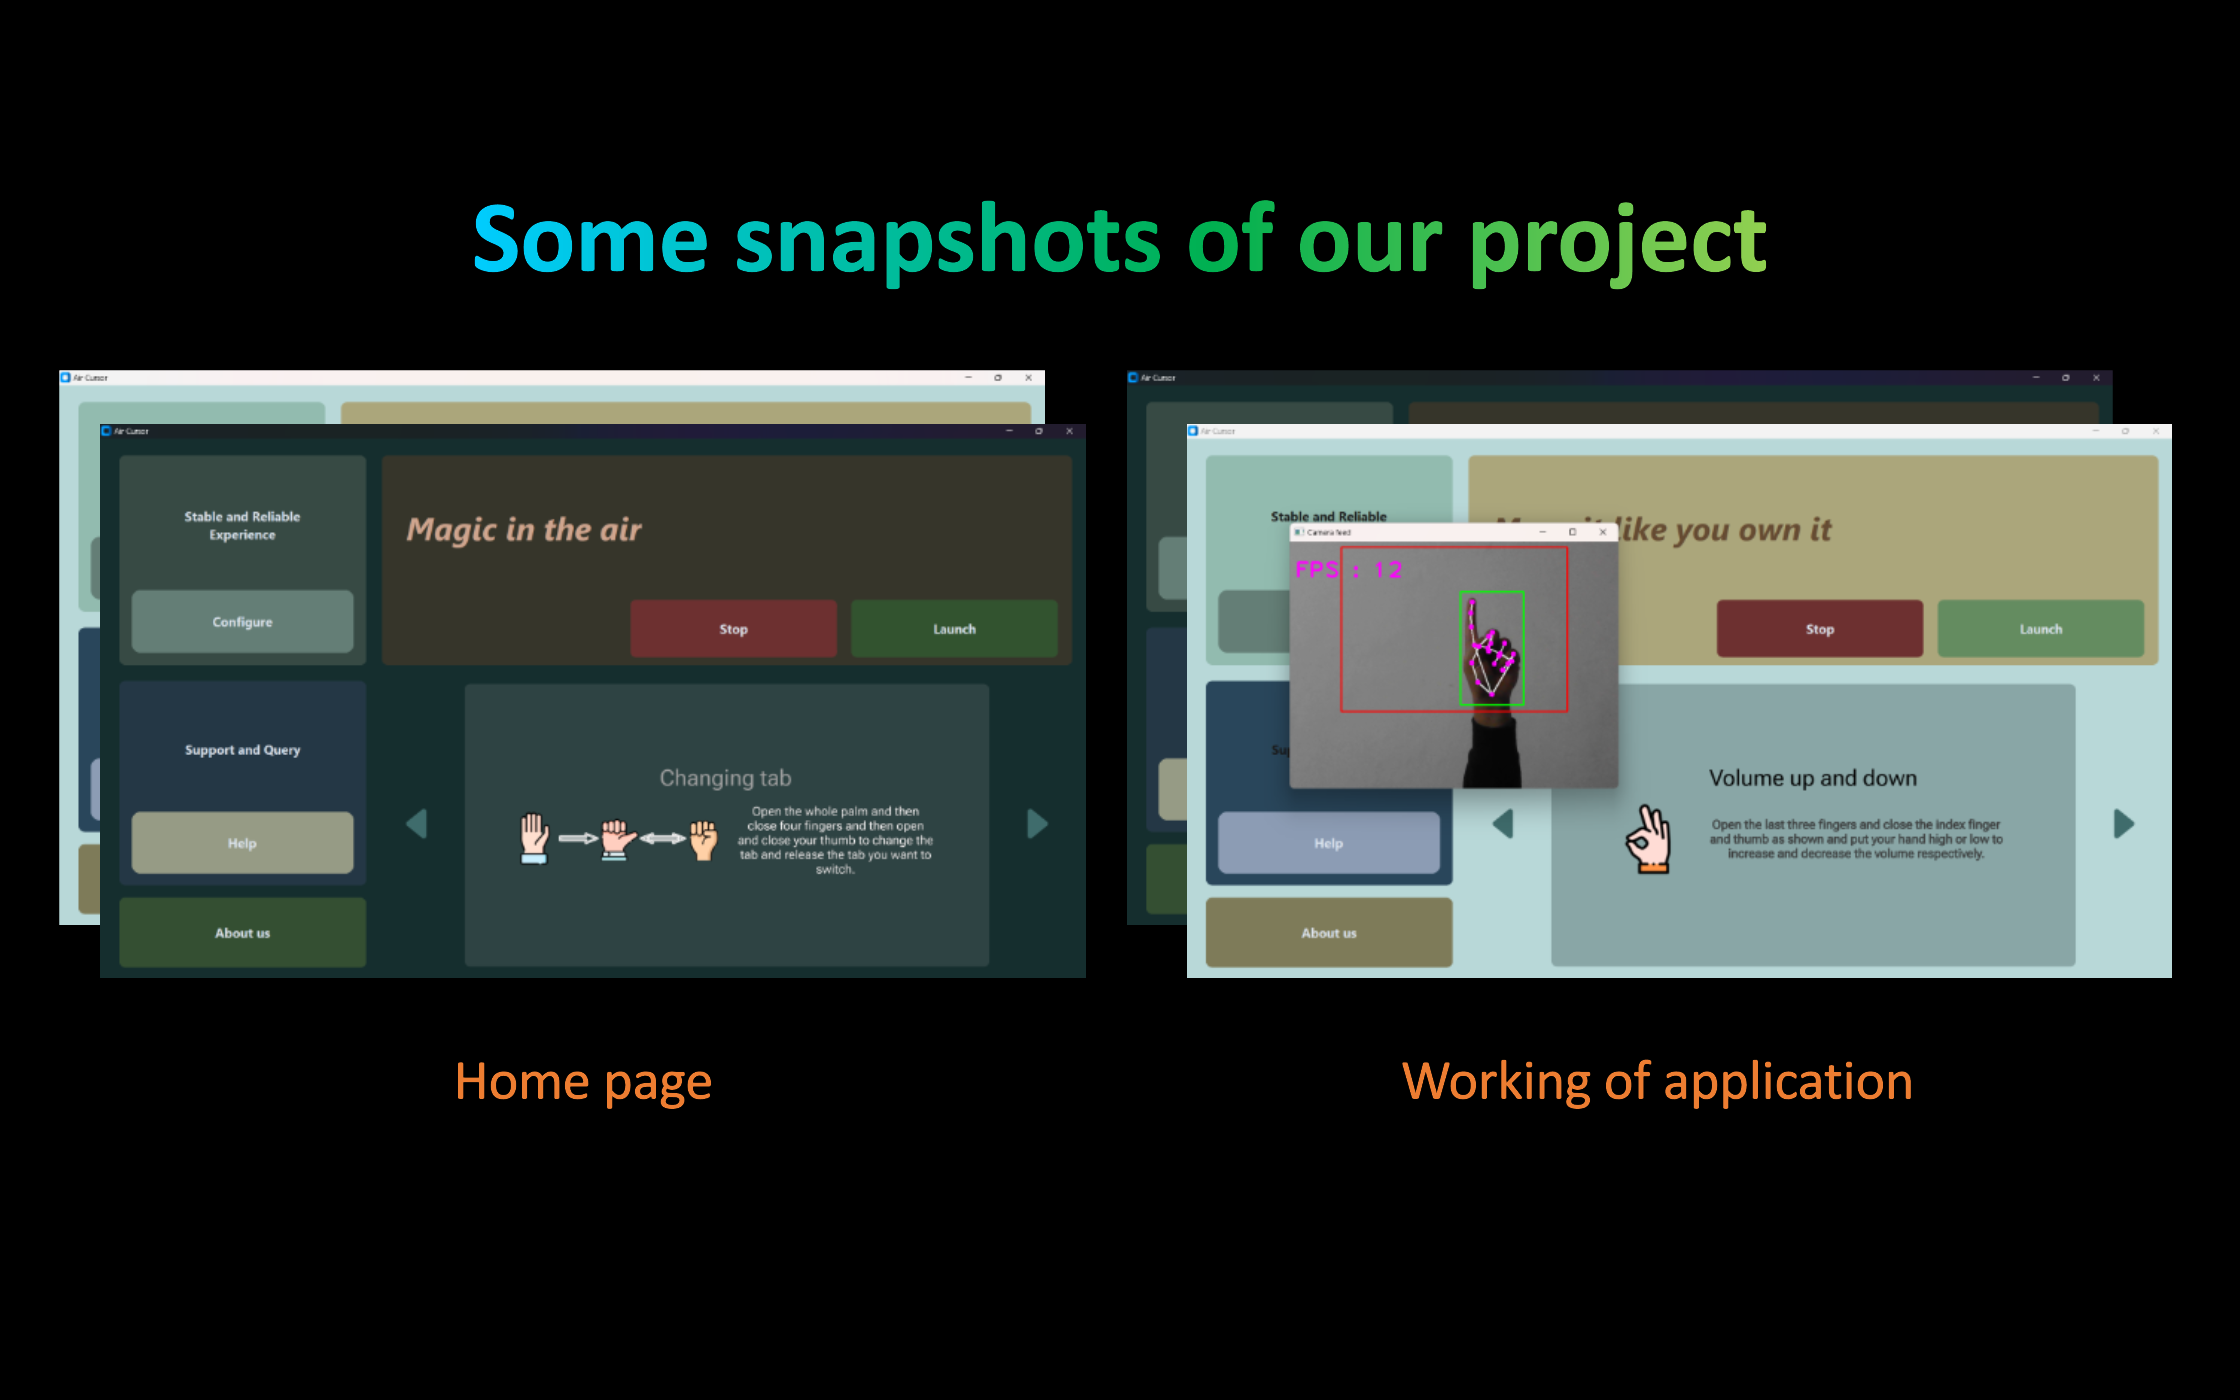 Some snapshots of our project
Air Cursor
Air Cursor
Stable and Reliable
Experience
Configure
Magic in the air
Stop
Launch
Support and Query
Help
About us
Changing tab
Open the whole palm and then
close four fingers and then open
and close your thumb to change the
tab and release the tab you want to
switch.
Home page
Air Cursor
Air Cursor
Stable and Reliable
like you own it
Camera feed
FPS : 12
Stop
Launch
Help
About us
Volume up and down
Open the last three fingers and close the index finger
and thumb as shown and put your hand high or low to
increase and decrease the volume respectively.
Working of application